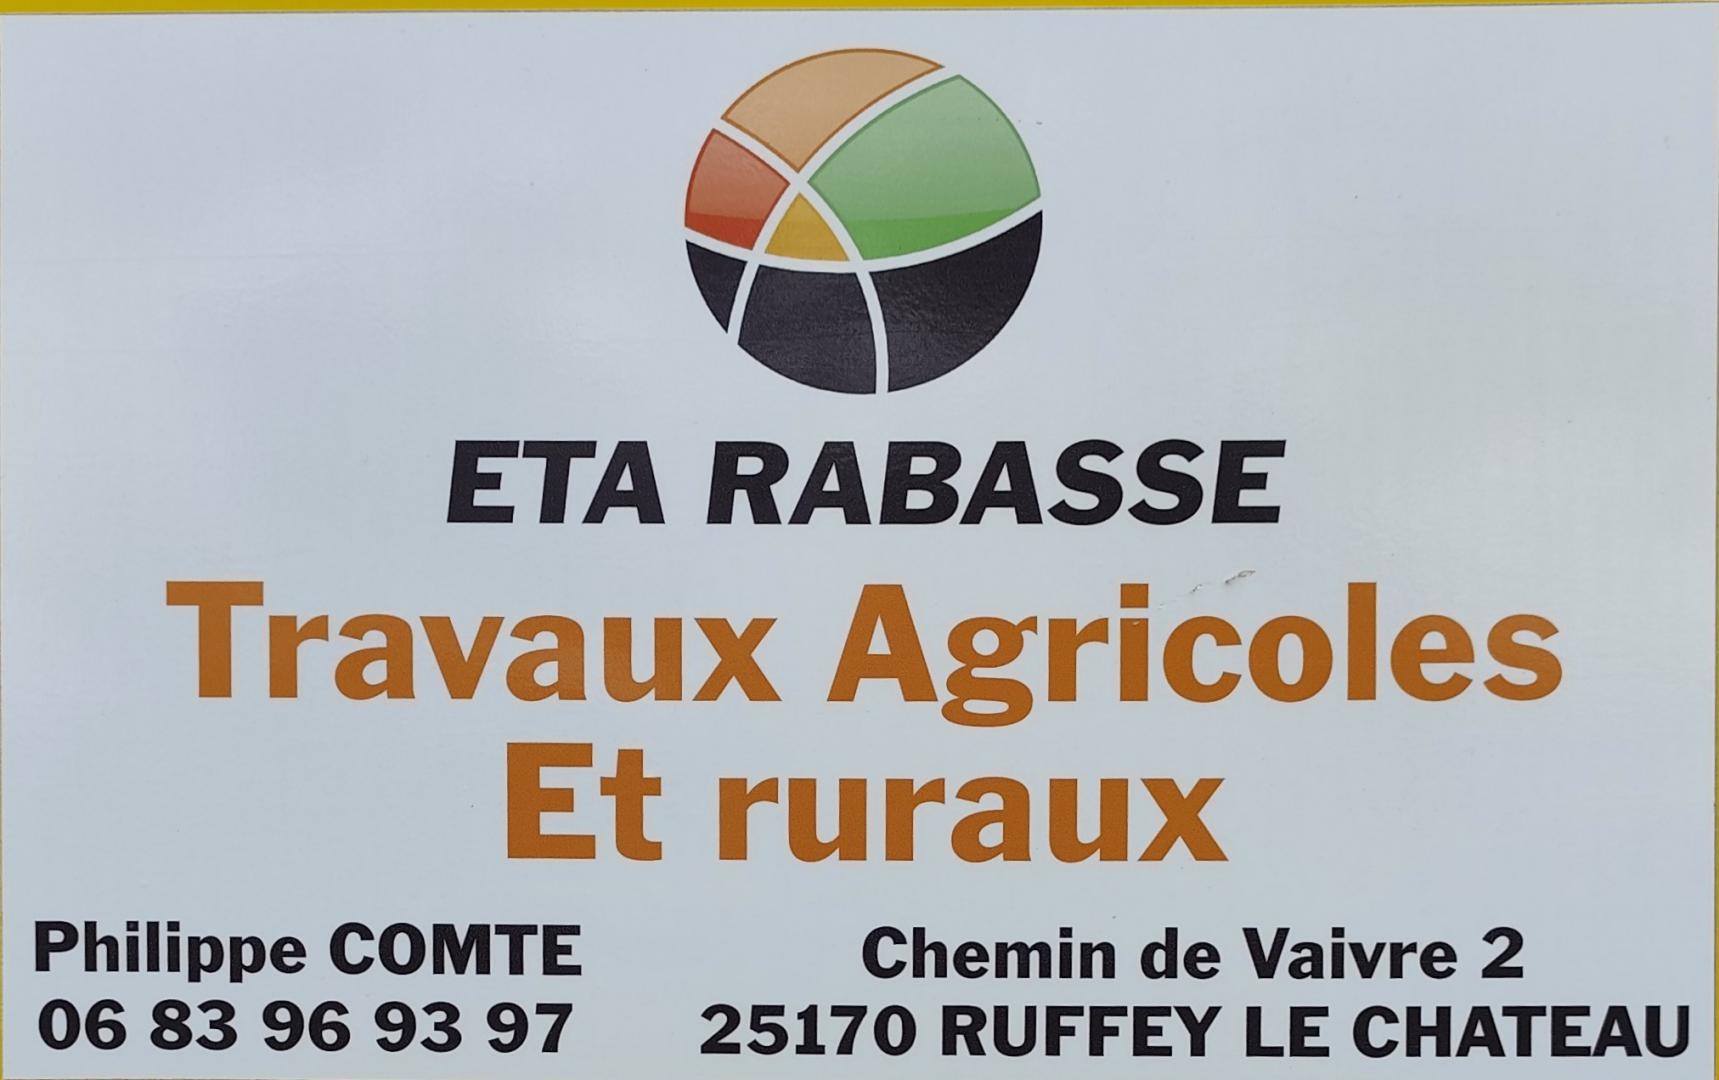 ETA RABASSE
Travaux Agricoles
Et ruraux
Philippe COMTE
06 83 96 93 97
Chemin de Vaivre 2
25170 RUFFEY LE CHATEAU